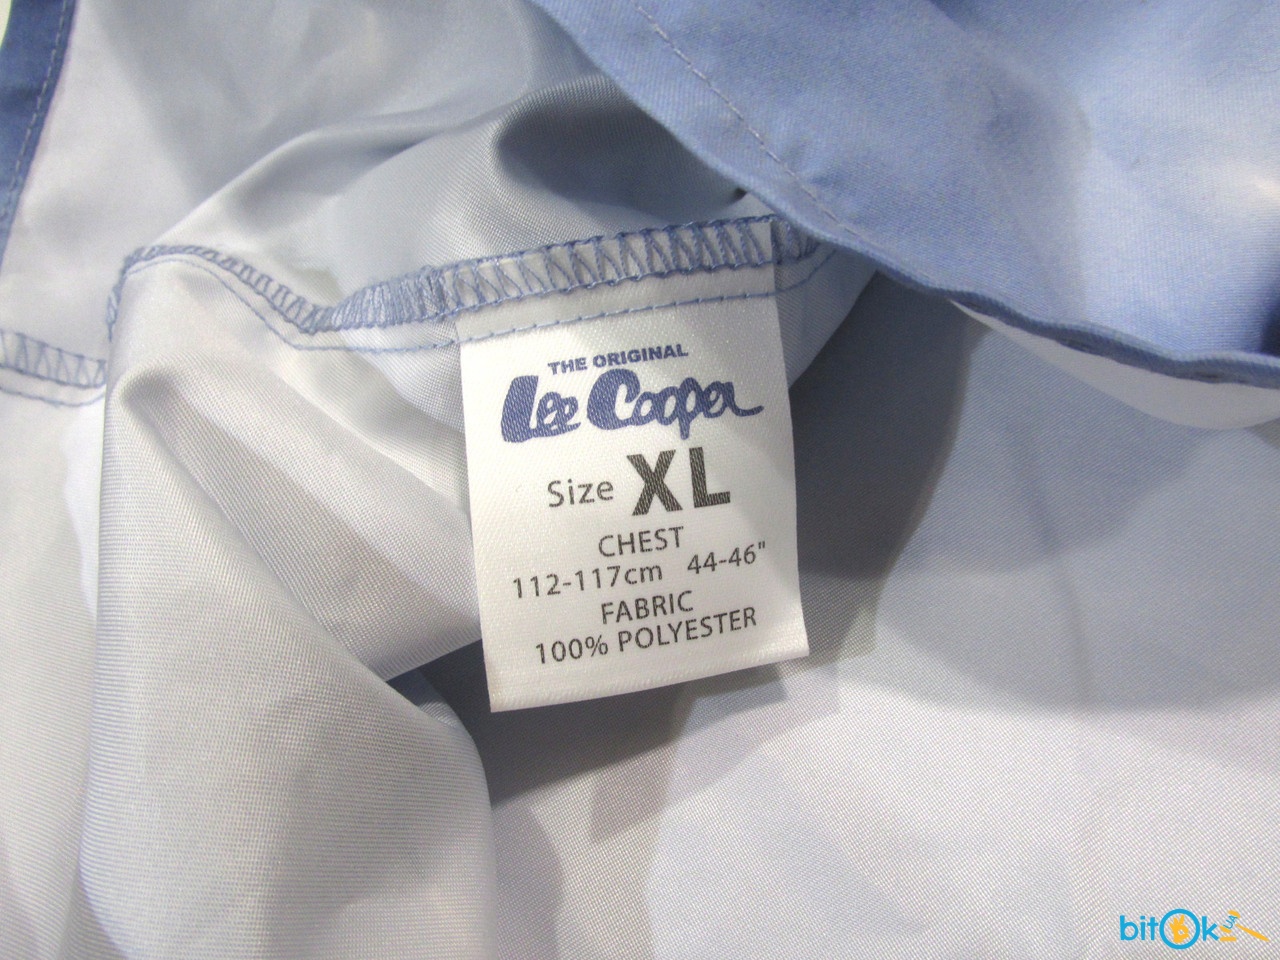 THE ORIGINAL
Lee Cooper
Size XL
CHEST
112-117cm 44-46"
FABRIC
100% POLYESTER
bitOk